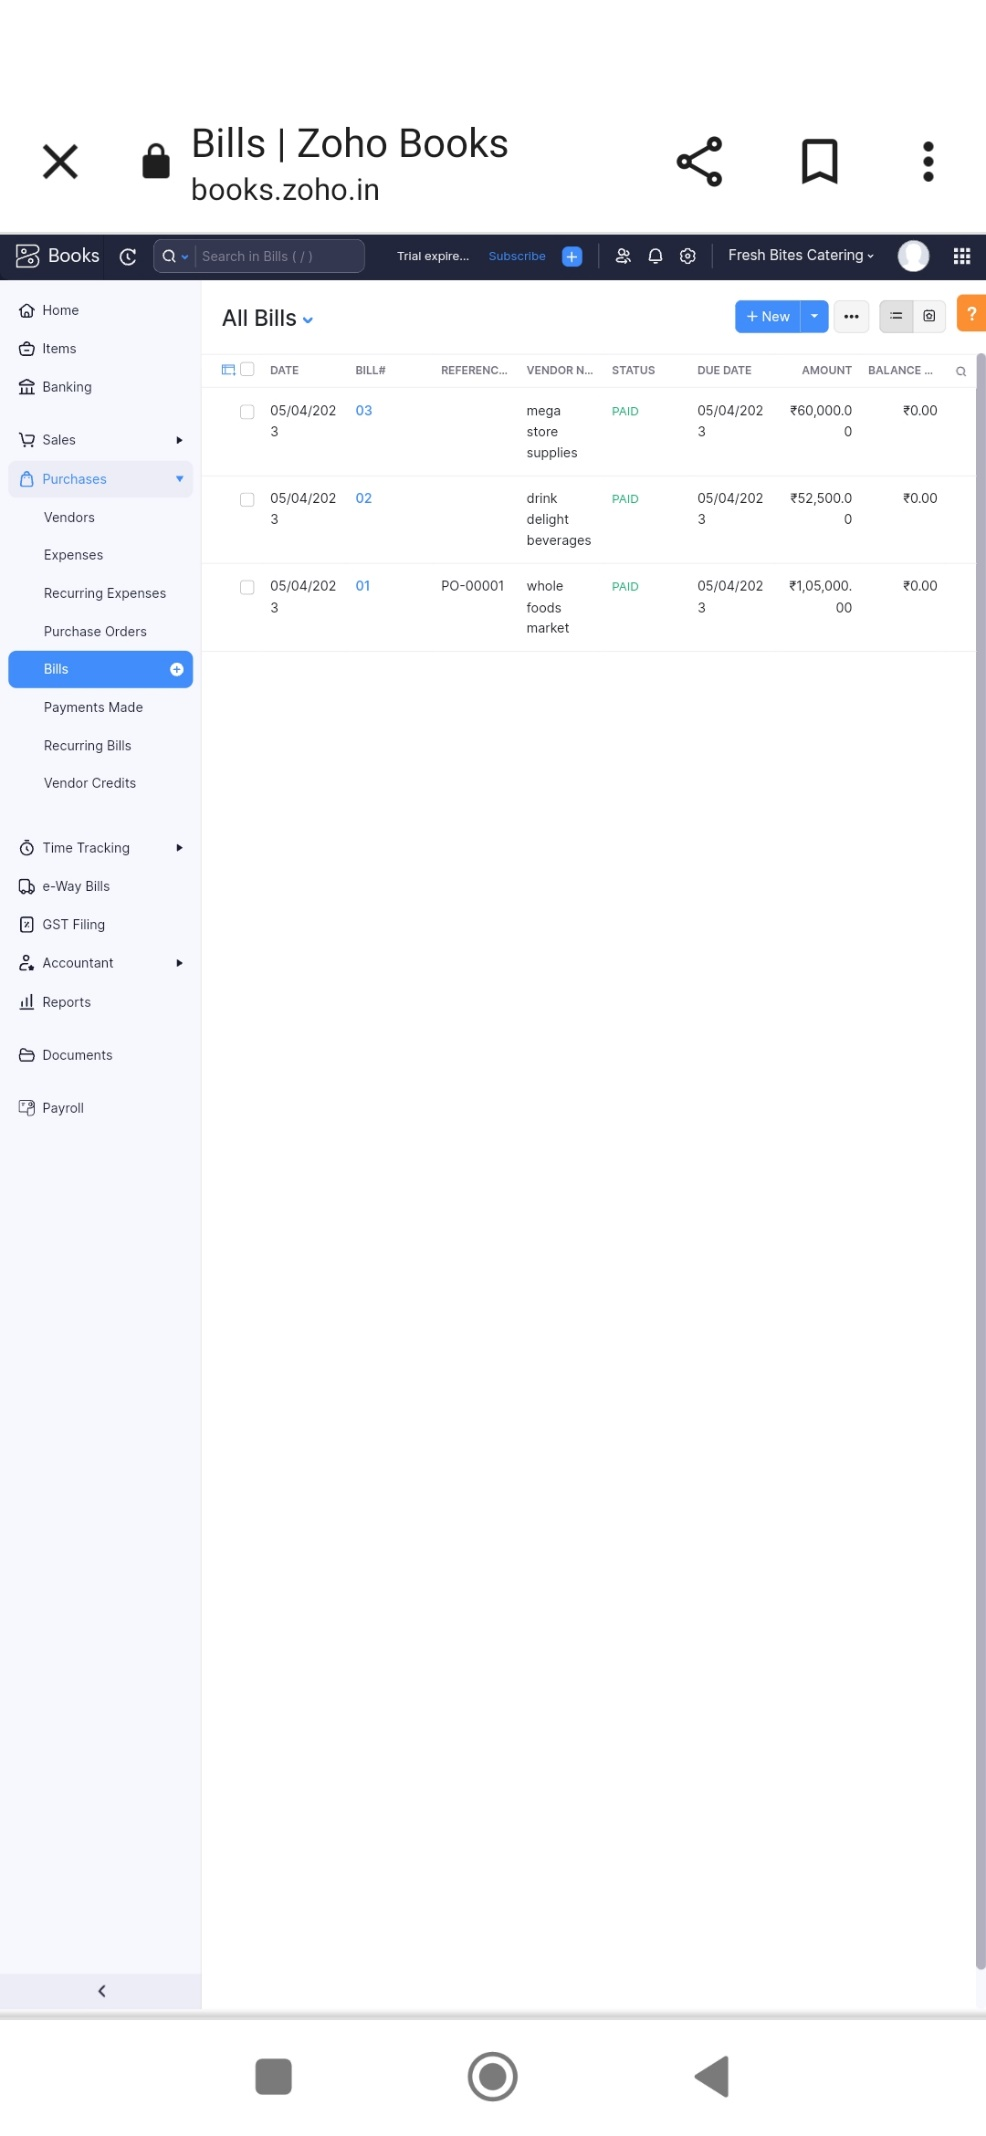 Bills | Zoho Books
books.zoho.in
Books
Search in Bills ( / )
Trial expire...
Subscribe
Fresh Bites Catering
Home
Items
Banking
Sales
Purchases
Vendors
Expenses
Recurring Expenses
Purchase Orders
Bills
Payments Made
Recurring Bills
Vendor Credits
Time Tracking
e-Way Bills
GST Filing
Accountant
Reports
Documents
Payroll
All Bills
+ New
?
DATE BILL# REFERENC... VENDOR N... STATUS DUE DATE AMOUNT BALANCE ...
05/04/202 03 mega PAID 05/04/202 ₹60,000.0 ₹0.00
3 store 3 0
supplies
05/04/202 02 drink PAID 05/04/202 ₹52,500.0 ₹0.00
3 delight 3 0
beverages
05/04/202 01 PO-00001 whole PAID 05/04/202 ₹1,05,000. ₹0.00
3 foods 3 00
market